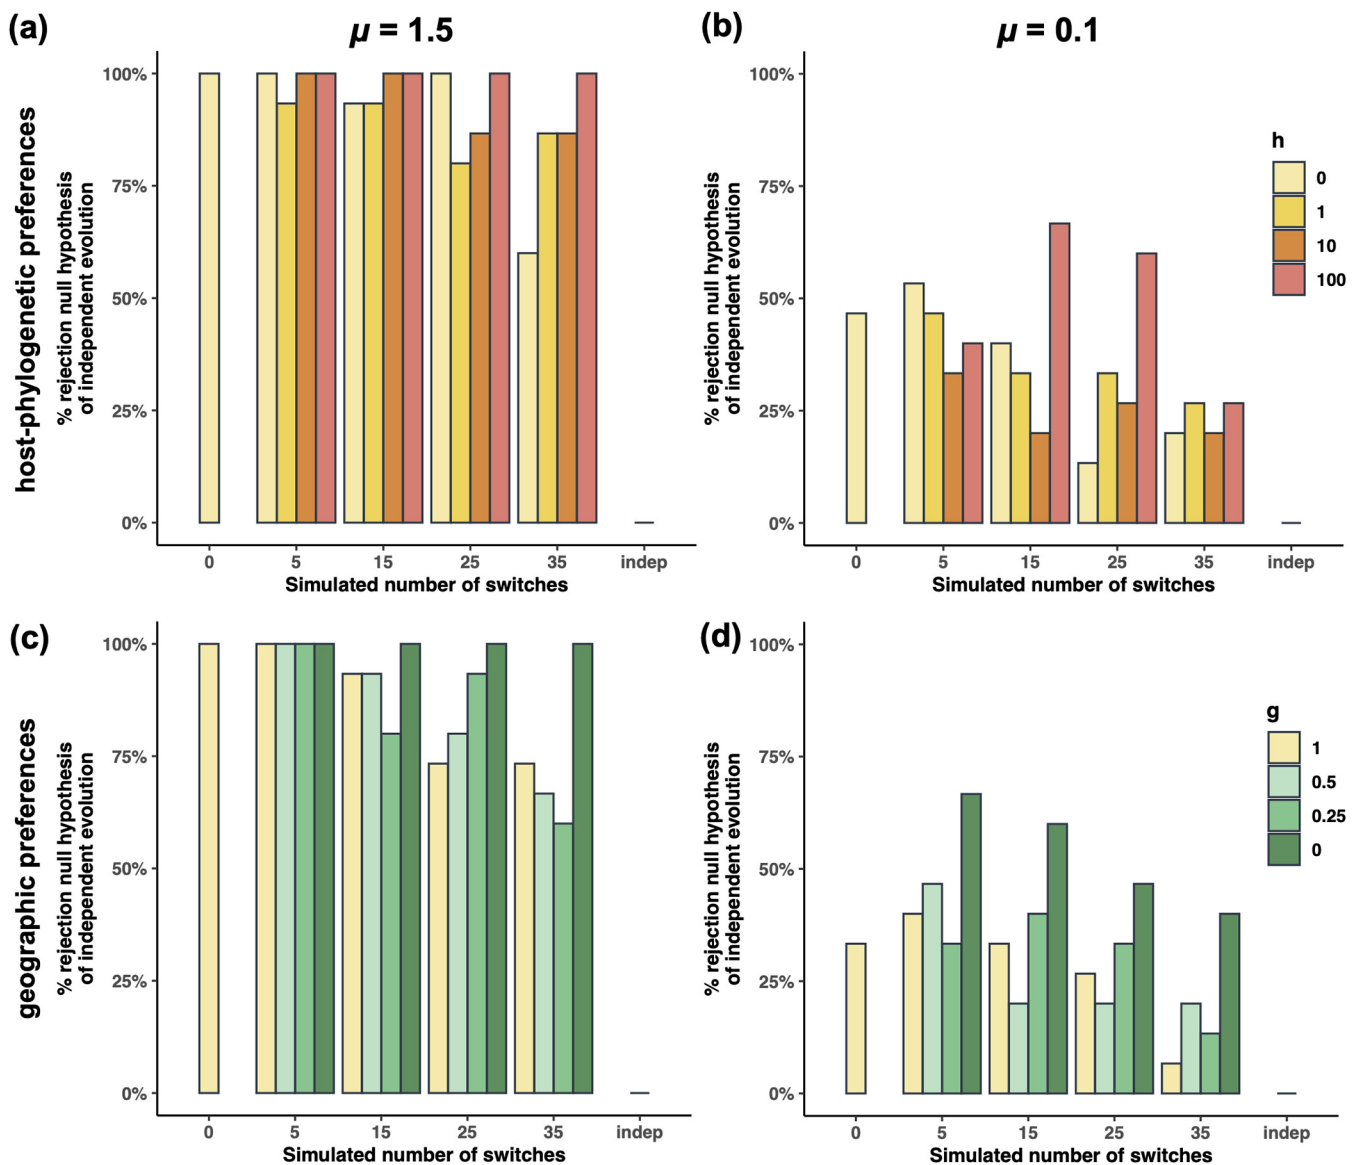 (a)
μ = 1.5
host-phylogenetic preferences
% rejection null hypothesis
of independent evolution
100%
75%
50%
25%
0%
0
5
15
25
35
indep
Simulated number of switches
(b)
μ = 0.1
% rejection null hypothesis
of independent evolution
100%
75%
50%
25%
0%
0
5
15
25
35
indep
Simulated number of switches
h
0
1
10
100
(c)
geographic preferences
% rejection null hypothesis
of independent evolution
100%
75%
50%
25%
0%
0
5
15
25
35
indep
Simulated number of switches
(d)
% rejection null hypothesis
of independent evolution
100%
75%
50%
25%
0%
0
5
15
25
35
indep
Simulated number of switches
g
1
0.5
0.25
0